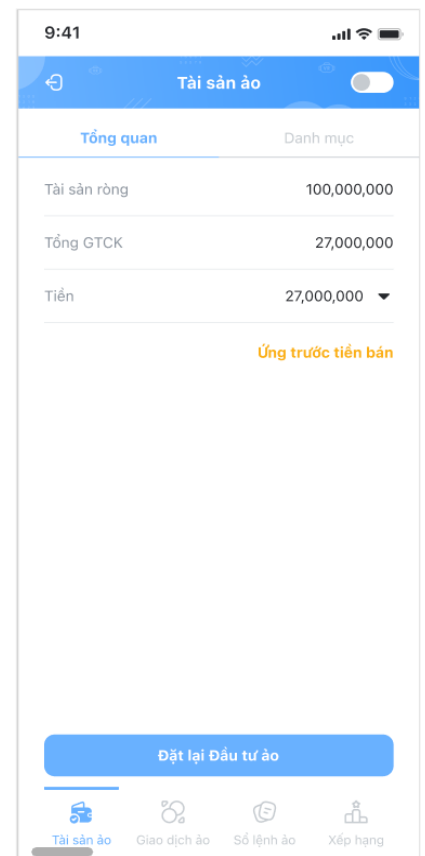 9:41
Tài sản ảo
Tổng quan
Danh mục
Tài sản ròng
100,000,000
Tổng GTCK
27,000,000
Tiền
27,000,000
Ứng trước tiền bán
Đặt lại Đầu tư ảo
Tài sản ảo
Giao dịch ảo
Sổ lệnh ảo
Xếp hạng